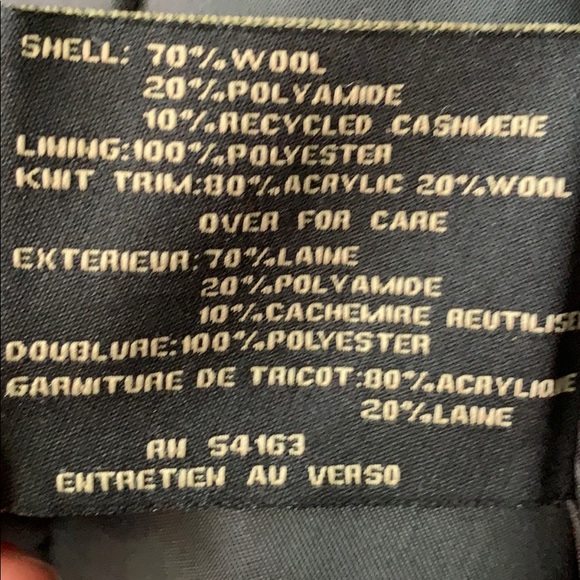 SHELL: 70% WOOL
20% POLYAMIDE
10% RECYCLED CASHMERE
LINING: 100% POLYESTER
KNIT TRIM: 80% ACRYLIC 20% WOOL
OVER FOR CARE
EXTERIEUR: 70% LAINE
20% POLYAMIDE
10% CACHEMIRE REUTILISE
DOUBLURE: 100% POLYESTER
GARNITURE DE TRICOT: 80% ACRYLIQUE
20% LAINE
RN 54163
ENTRETIEN AU VERSO